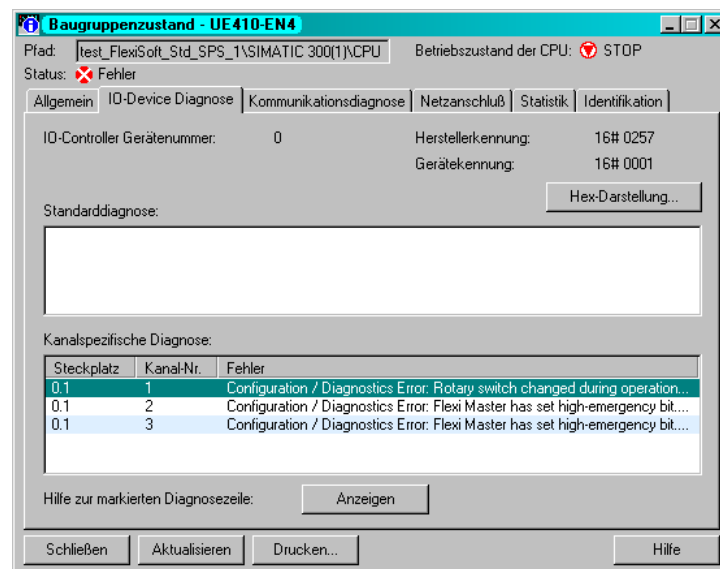 Baugruppenzustand - UE410-EN4
Pfad: test_FlexiSoft_Std_SPS_1\SIMATIC 300(1)\CPU Betriebszustand der CPU: STOP
Status: Fehler
Allgemein IO-Device Diagnose Kommunikationsdiagnose Netzanschluß Statistik Identifikation
IO-Controller Gerätenummer: 0 Herstellerkennung: 16# 0257
Gerätekennung: 16# 0001
Hex-Darstellung...
Standarddiagnose:
Kanalspezifische Diagnose:
Steckplatz Kanal-Nr. Fehler
0.1 1 Configuration / Diagnostics Error: Rotary switch changed during operation...
0.1 2 Configuration / Diagnostics Error: Flexi Master has set high-emergency bit....
0.1 3 Configuration / Diagnostics Error: Flexi Master has set high-emergency bit....
Hilfe zur markierten Diagnosezeile: Anzeigen
Schließen Aktualisieren Drucken... Hilfe